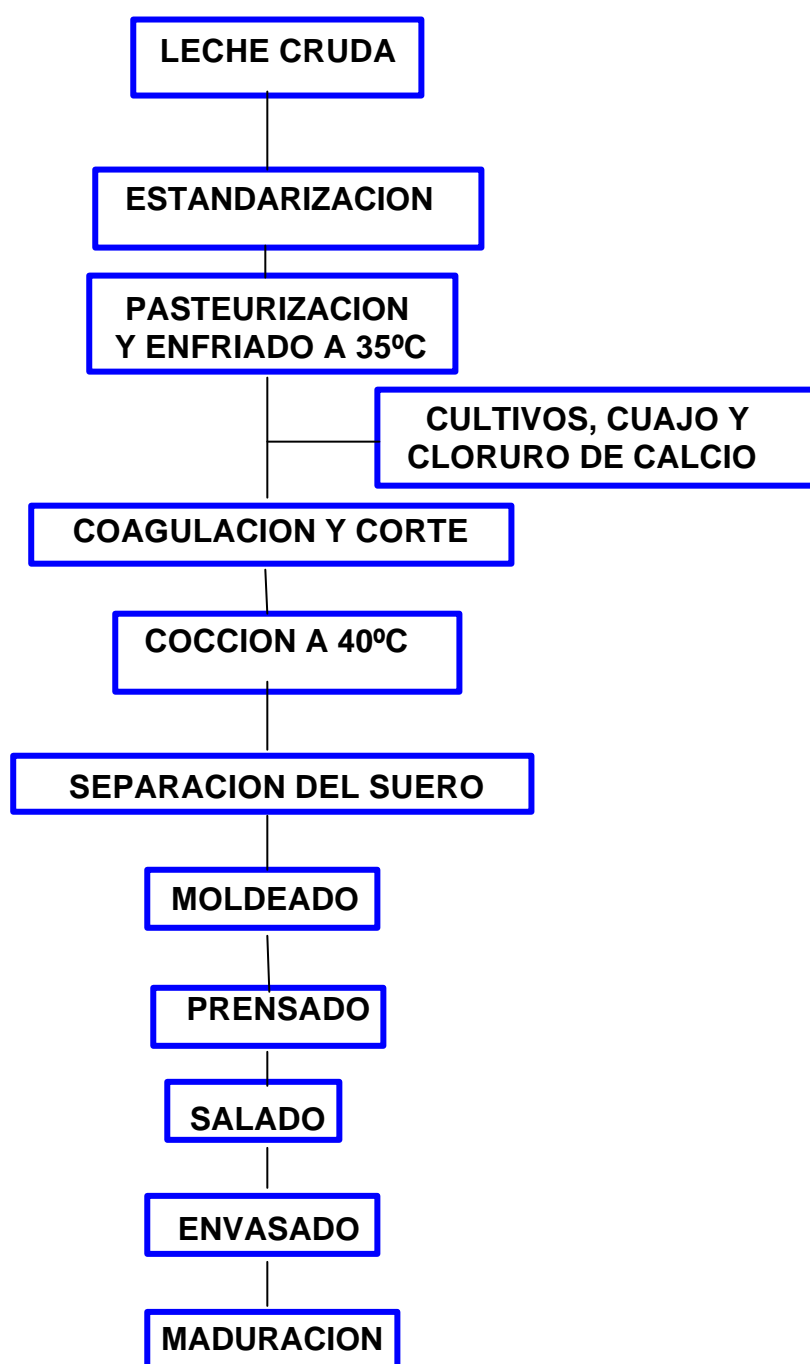 LECHE CRUDA
ESTANDARIZACION
PASTEURIZACION
Y ENFRIADO A 35ºC
CULTIVOS, CUAJO Y
CLORURO DE CALCIO
COAGULACION Y CORTE
COCCION A 40ºC
SEPARACION DEL SUERO
MOLDEADO
PRENSADO
SALADO
ENVASADO
MADURACION